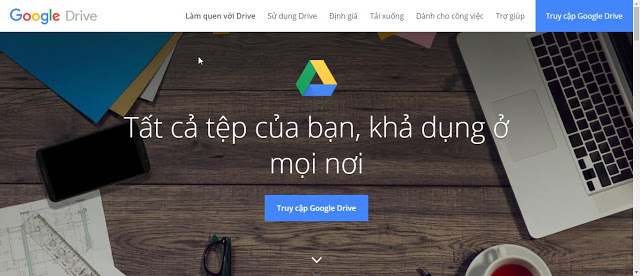 Google Drive
Làm quen với Drive Sử dụng Drive Định giá Tải xuống Dành cho công việc Trợ giúp Truy cập Google Drive
Tất cả tệp của bạn, khả dụng ở
mọi nơi
Truy cập Google Drive